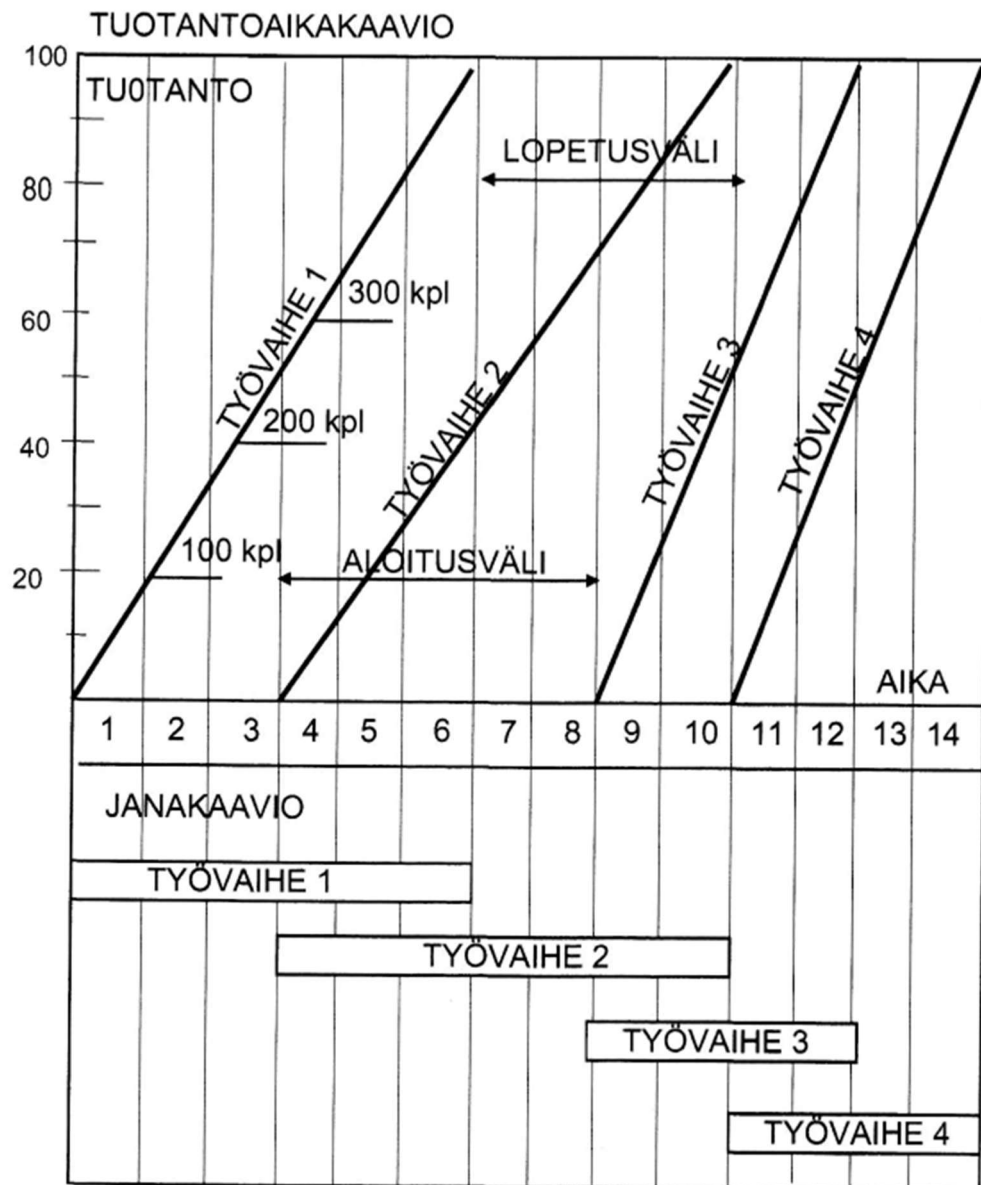 TUOTANTOAIKAKAAVIO
100
TU0TANTO
LOPETUSVÄLI
80
TYÖVAIHE 1
300 kpl
60
TYÖVAIHE 2
TYÖVAIHE 3
TYÖVAIHE 4
200 kpl
40
100 kpl
ALOITUSVÄLI
20
AIKA
1 2 3 4 5 6 7 8 9 10 11 12 13 14
JANAKAAVIO
TYÖVAIHE 1
TYÖVAIHE 2
TYÖVAIHE 3
TYÖVAIHE 4